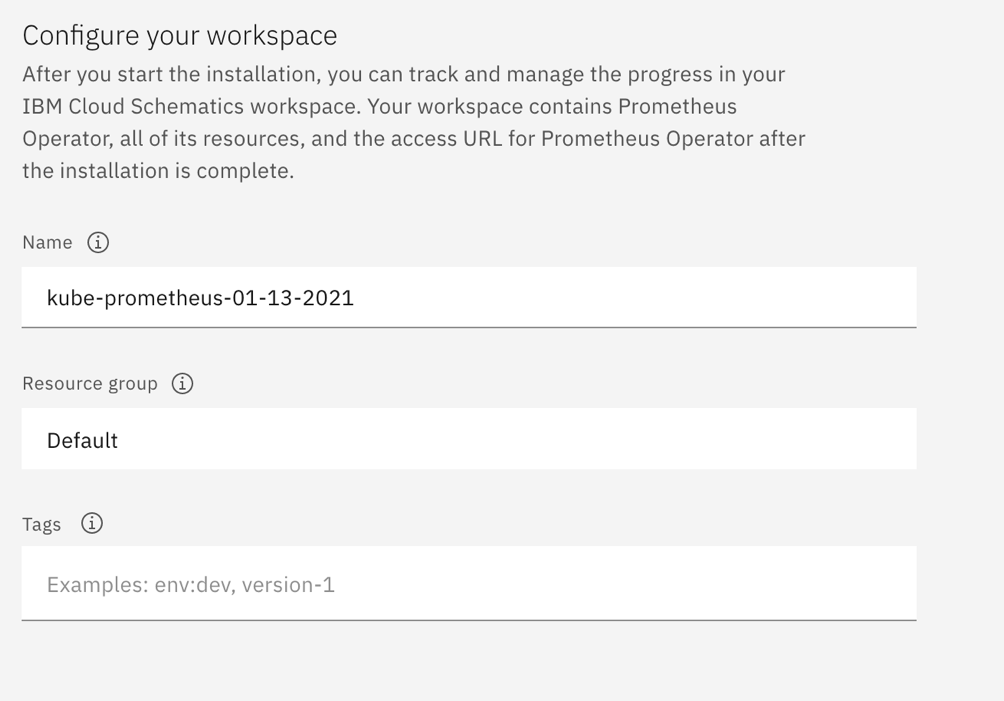 Configure your workspace
After you start the installation, you can track and manage the progress in your
IBM Cloud Schematics workspace. Your workspace contains Prometheus
Operator, all of its resources, and the access URL for Prometheus Operator after
the installation is complete.
Name
kube-prometheus-01-13-2021
Resource group
Default
Tags
Examples: env:dev, version-1